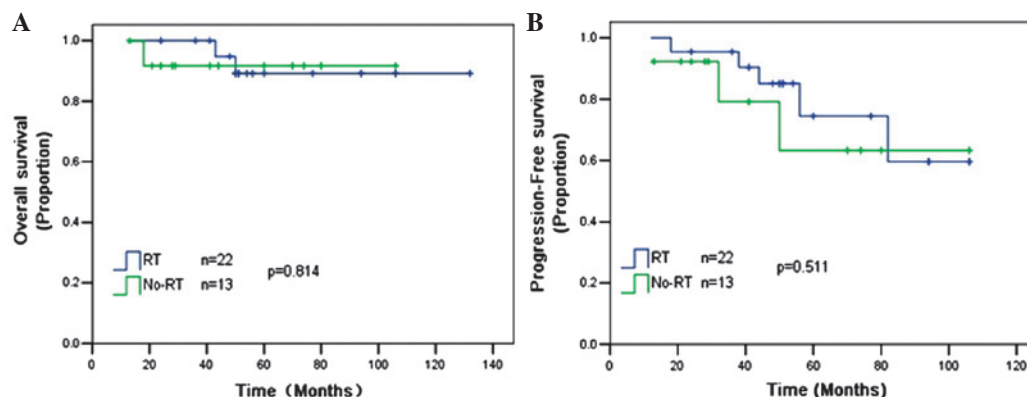 A
Overall survival
(Proportion)
1.0
0.8
0.6
0.4
0.2
0.0
RT n=22
No-RT n=13
p=0.814
0 20 40 60 80 100 120 140
Time (Months)
B
Progression-Free survival
(Proportion)
1.0
0.8
0.6
0.4
0.2
0.0
RT n=22
No-RT n=13
p=0.511
0 20 40 60 80 100 120
Time (Months)